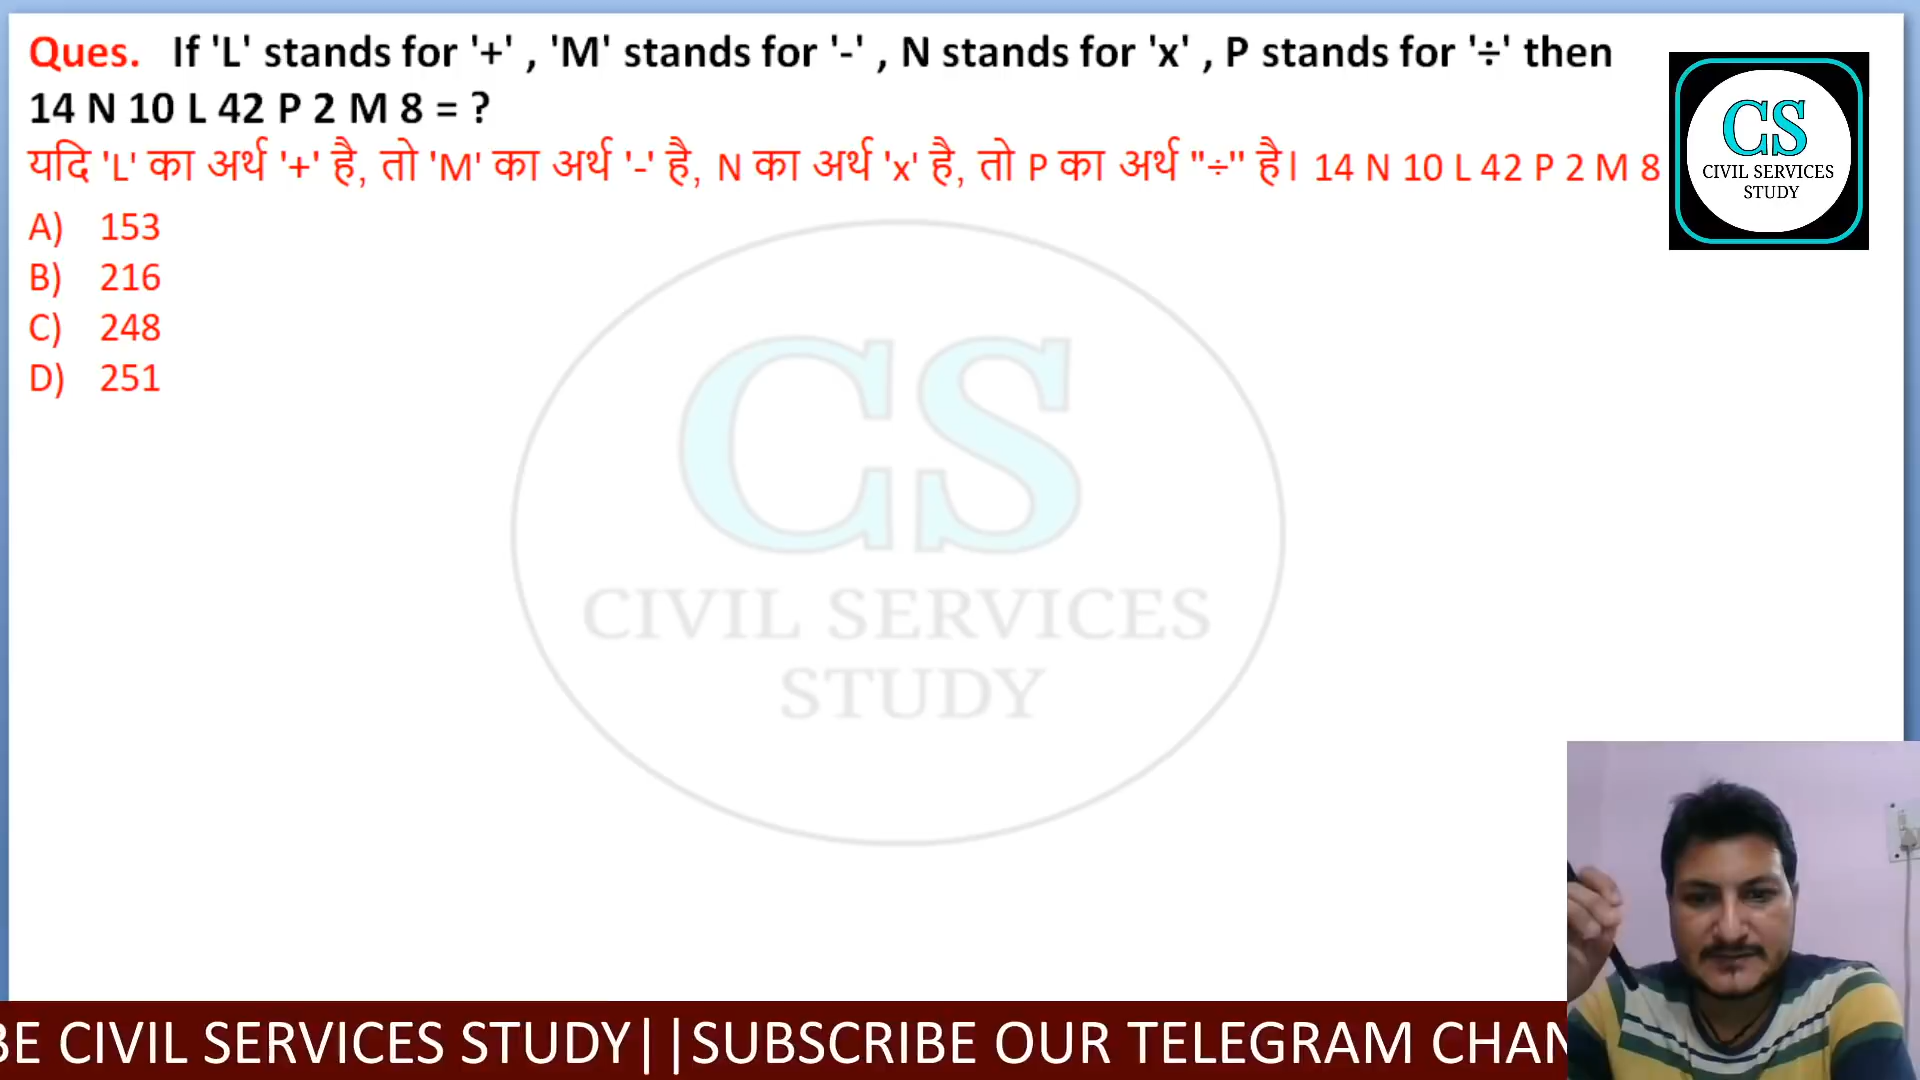 Ques. If 'L' stands for '+' , 'M' stands for '-' , N stands for 'x' , P stands for '÷' then
14 N 10 L 42 P 2 M 8 = ?
यदि 'L' का अर्थ '+' है, तो 'M' का अर्थ '-' है, N का अर्थ 'x' है, तो P का अर्थ "÷" है। 14 N 10 L 42 P 2 M 8
A) 153
B) 216
C) 248
D) 251
CS
CIVIL SERVICES
STUDY
CS
CIVIL SERVICES
STUDY
BE CIVIL SERVICES STUDY||SUBSCRIBE OUR TELEGRAM CHAN